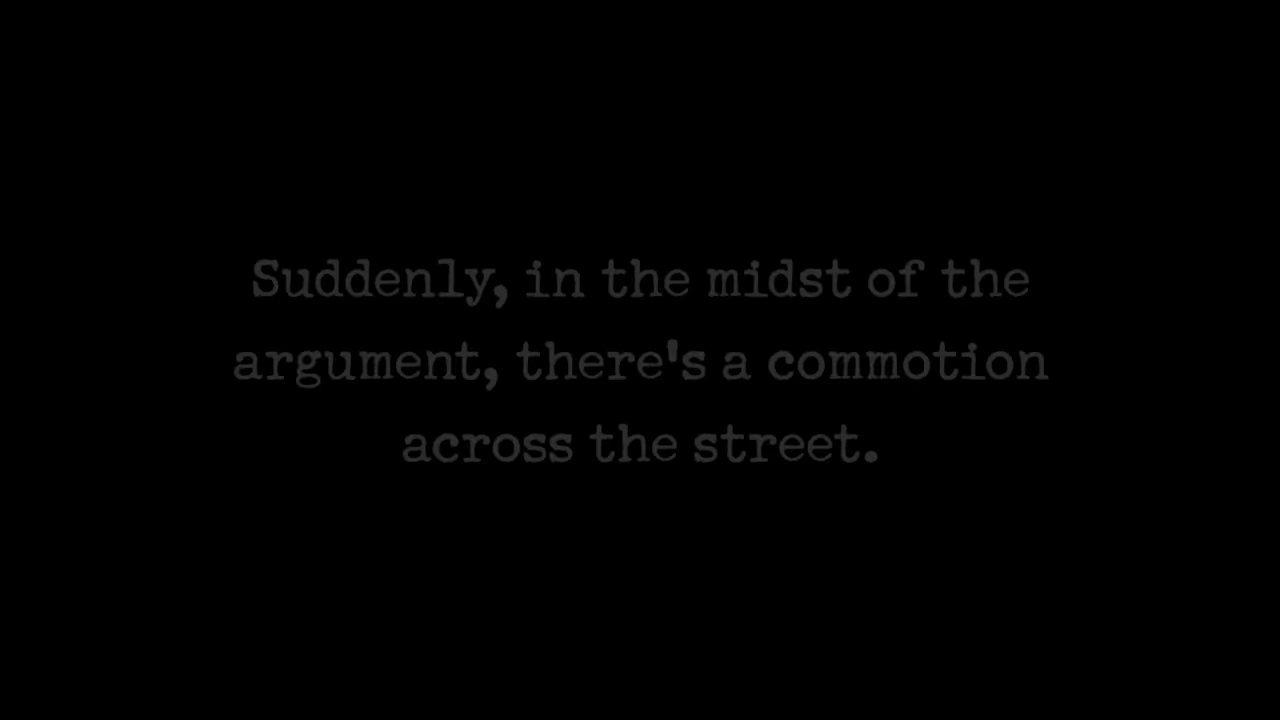 Suddenly, in the midst of the
argument, there's a commotion
across the street.